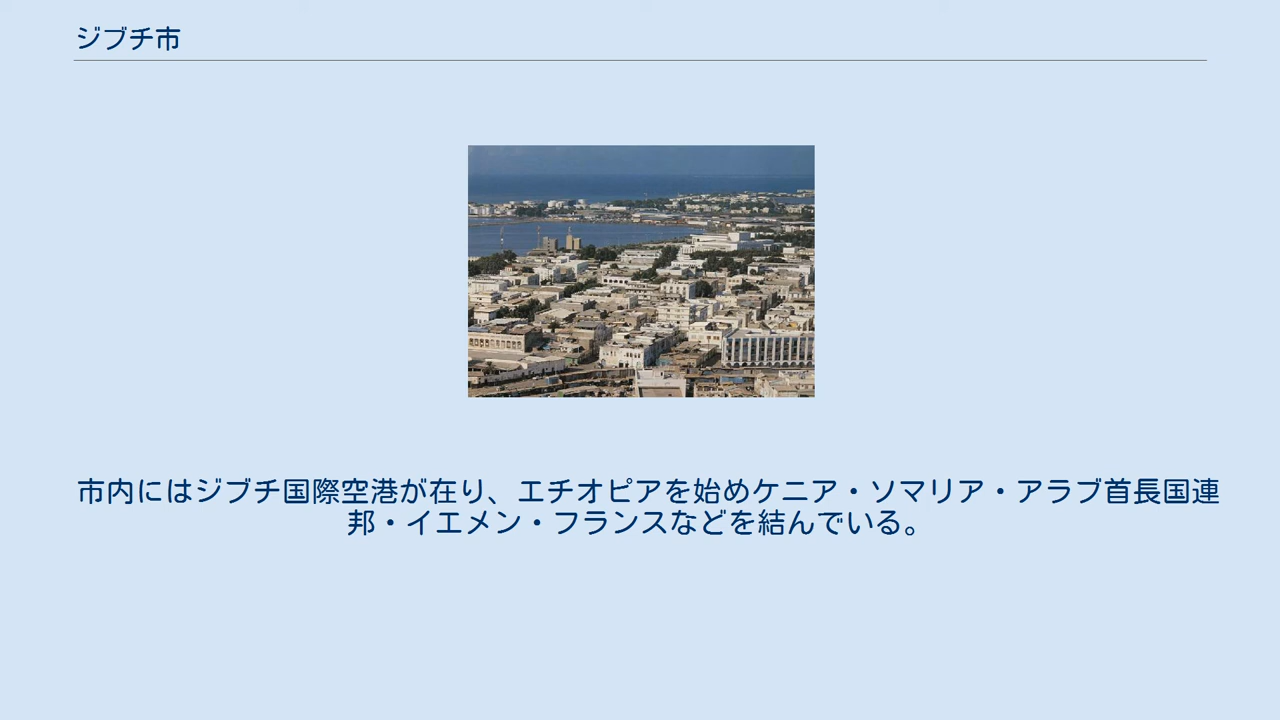 ジブチ市
市内にはジブチ国際空港が在り、エチオピアを始めケニア・ソマリア・アラブ首長国連
邦・イエメン・フランスなどを結んでいる。